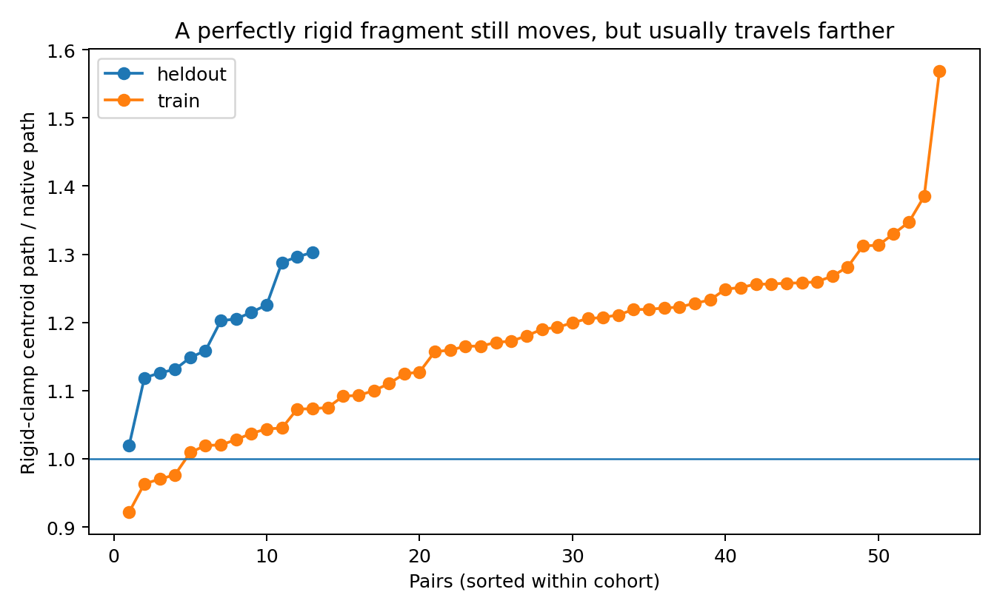 A perfectly rigid fragment still moves, but usually travels farther
1.6
1.5
1.4
1.3
1.2
1.1
1.0
0.9
Rigid-clamp centroid path / native path
heldout
train
0 10 20 30 40 50
Pairs (sorted within cohort)